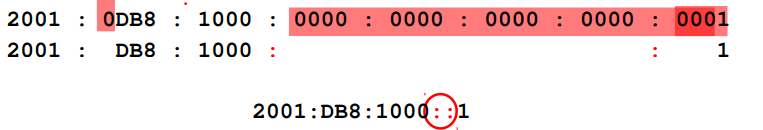 2001 : 0DB8 : 1000 : 0000 : 0000 : 0000 : 0000 : 0001
2001 : DB8 : 1000 : : 1
2001:DB8:1000::1